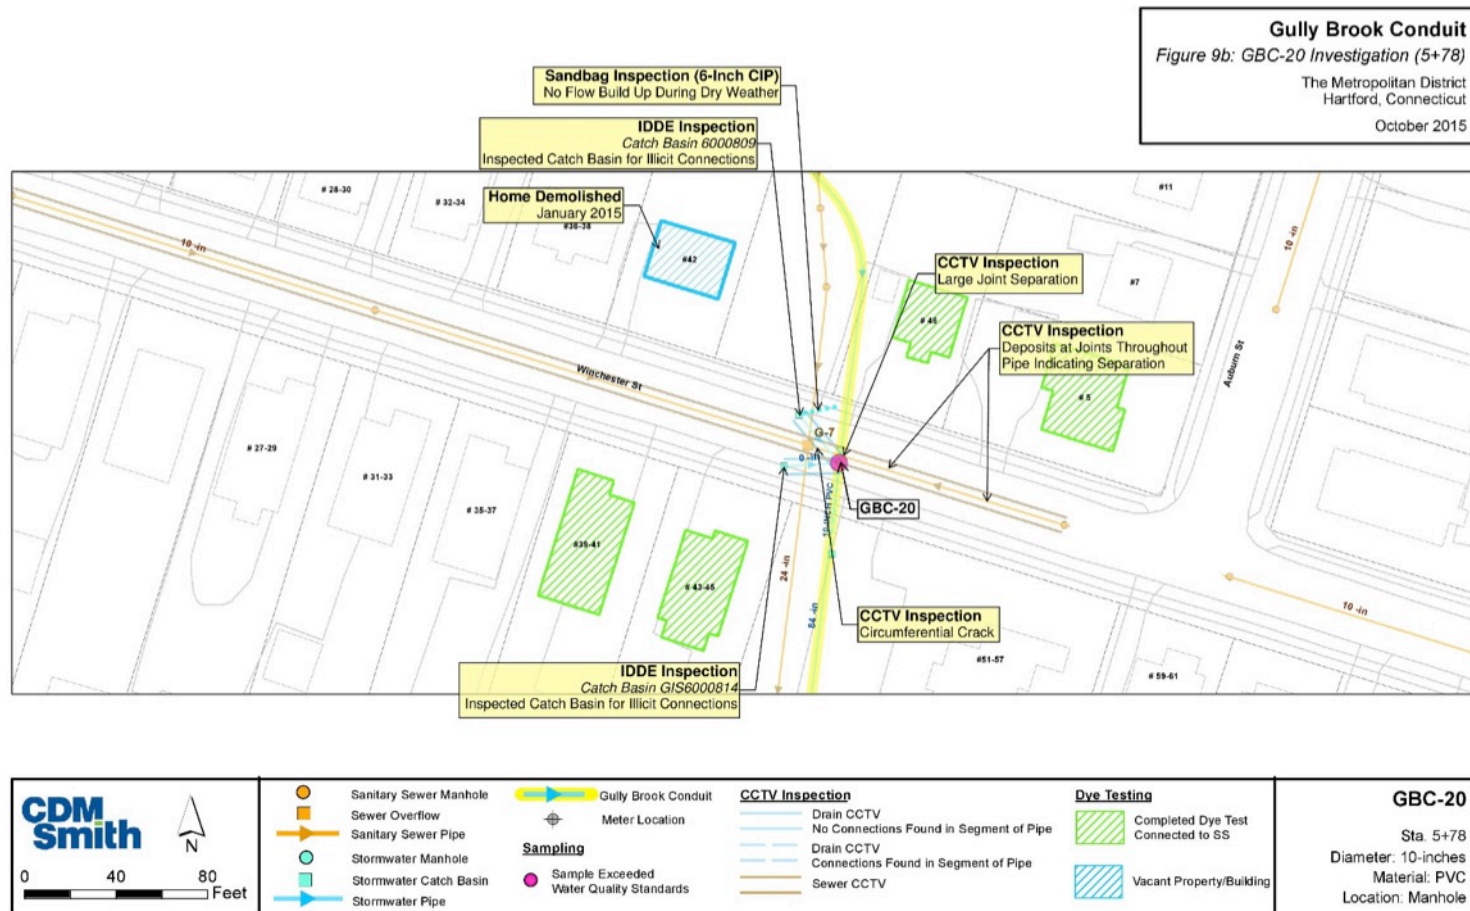 Gully Brook Conduit
Figure 9b: GBC-20 Investigation (5+78)
The Metropolitan District
Hartford, Connecticut
October 2015
Sandbag Inspection (6-Inch CIP)
No Flow Build Up During Dry Weather
IDDE Inspection
Catch Basin 6000809
Inspected Catch Basin for Illicit Connections
Home Demolished
January 2015
# 28-30
# 32-34
#36-38
#42
#11
10 -in
10 -in
CCTV Inspection
Large Joint Separation
#7
# 46
CCTV Inspection
Deposits at Joints Throughout
Pipe Indicating Separation
Auburn St
Winchester St
# 5
G-7
# 27-29
# 31-33
# 35-37
#39-41
# 43-45
10-INCH PVC
GBC-20
24 -in
84 -in
10 -in
CCTV Inspection
Circumferential Crack
#51-57
# 59-61
IDDE Inspection
Catch Basin GIS6000814
Inspected Catch Basin for Illicit Connections
CDM
Smith
N
0 40 80
Feet
Sanitary Sewer Manhole
Sewer Overflow
Sanitary Sewer Pipe
Stormwater Manhole
Stormwater Catch Basin
Stormwater Pipe
Gully Brook Conduit
Meter Location
Sampling
Sample Exceeded
Water Quality Standards
CCTV Inspection
Drain CCTV
No Connections Found in Segment of Pipe
Drain CCTV
Connections Found in Segment of Pipe
Sewer CCTV
Dye Testing
Completed Dye Test
Connected to SS
Vacant Property/Building
GBC-20
Sta. 5+78
Diameter: 10-inches
Material: PVC
Location: Manhole